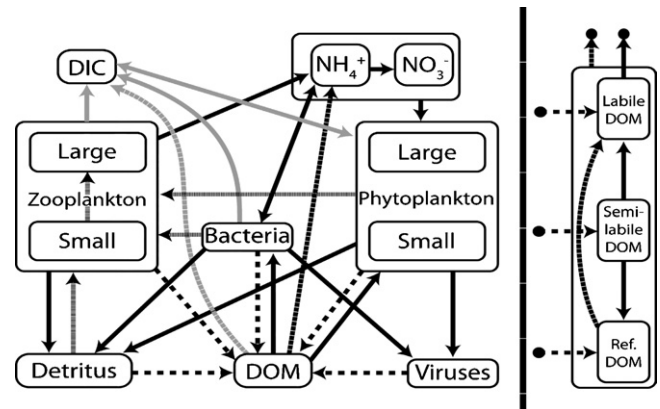 DIC
NH₄⁺
NO₃⁻
Large
Zooplankton
Small
Bacteria
Large
Phytoplankton
Small
Detritus
DOM
Viruses
Labile
DOM
Semi-
labile
DOM
Ref.
DOM